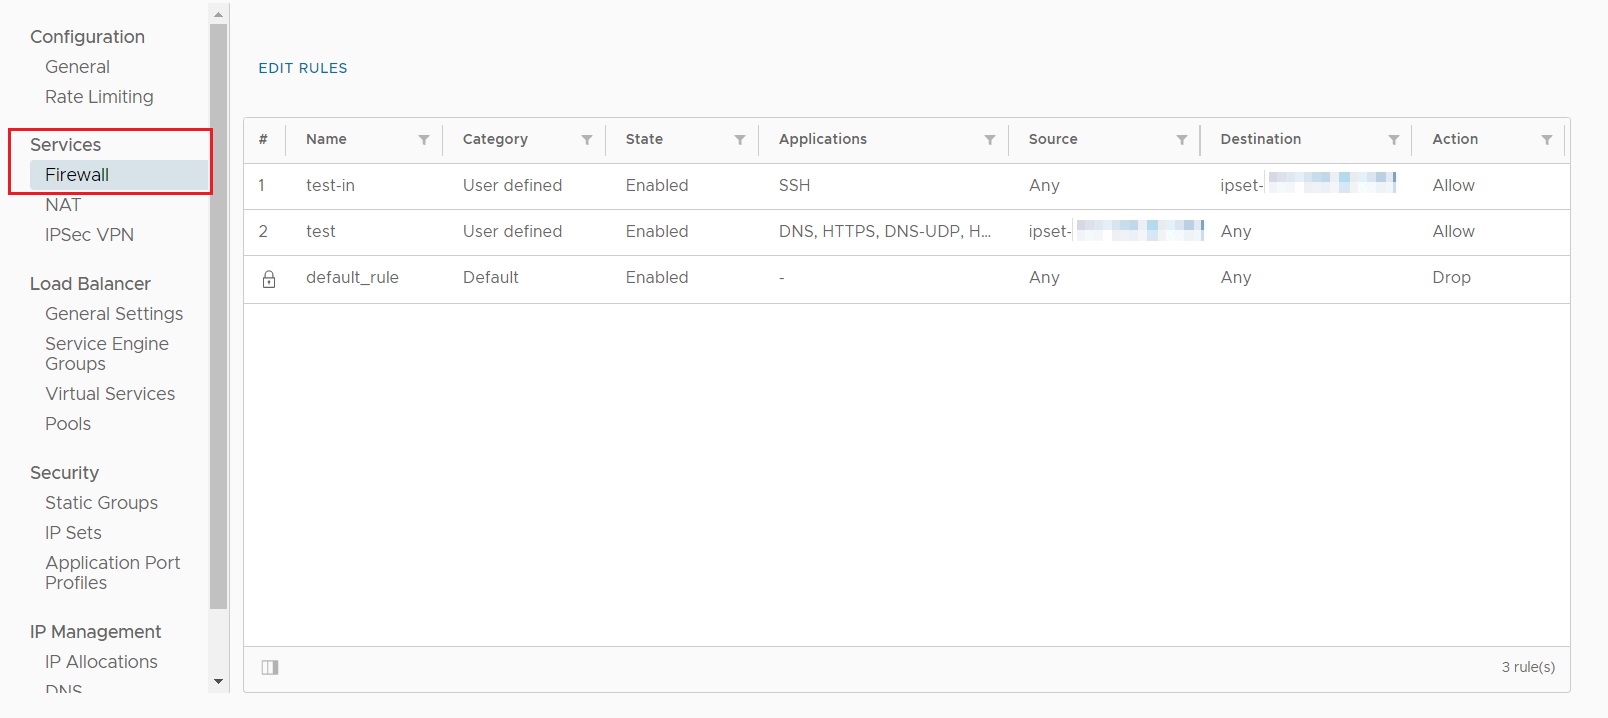 Configuration
General
Rate Limiting
Services
Firewall
NAT
IPSec VPN
Load Balancer
General Settings
Service Engine
Groups
Virtual Services
Pools
Security
Static Groups
IP Sets
Application Port
Profiles
IP Management
IP Allocations
DNS
EDIT RULES
# Name Category State Applications Source Destination Action
1 test-in User defined Enabled SSH Any ipset- Allow
2 test User defined Enabled DNS, HTTPS, DNS-UDP, H... ipset- Any Allow
default_rule Default Enabled - Any Any Drop
3 rule(s)